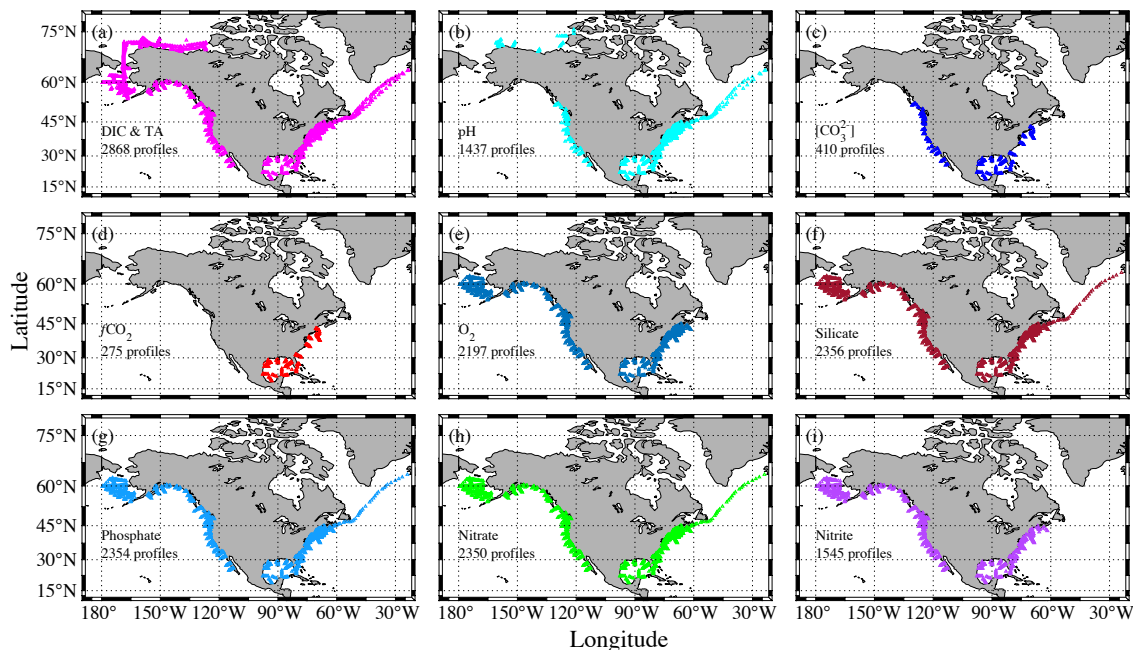 75°N
60°N
45°N
30°N
15°N
(a)
DIC & TA
2868 profiles
(b)
pH
1437 profiles
(c)
[CO₃²⁻]
410 profiles
Latitude
75°N
60°N
45°N
30°N
15°N
(d)
fCO₂
275 profiles
(e)
O₂
2197 profiles
(f)
Silicate
2356 profiles
75°N
60°N
45°N
30°N
15°N
(g)
Phosphate
2354 profiles
(h)
Nitrate
2350 profiles
(i)
Nitrite
1545 profiles
180° 150°W 120°W 90°W 60°W 30°W
180° 150°W 120°W 90°W 60°W 30°W
180° 150°W 120°W 90°W 60°W 30°W
Longitude